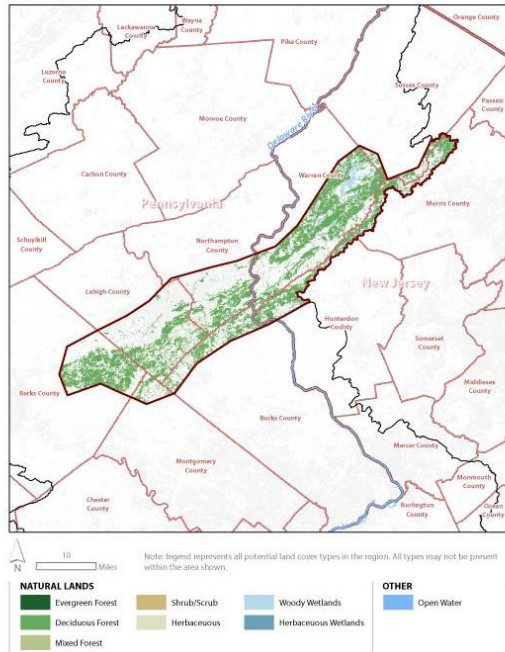 Lackawanna
County
Wayne
County
Orange County
Pike County
Luzerne
County
Sussex County
Passaic
County
Monroe County
Delaware River
Warren County
Carbon County
Pennsylvania
Morris
County
Schuylkill
County
Northampton
County
Lehigh County
New Jersey
Hunterdon
County
Somerset
County
Berks County
Middlesex
County
Bucks County
Mercer County
Montgomery
County
Monmouth
County
Chester
County
Burlington
County
Ocean
County
N
10
Miles
Note: legend represents all potential land cover types in the region. All types may not be present
within the area shown.
NATURAL LANDS
Evergreen Forest
Deciduous Forest
Mixed Forest
Shrub/Scrub
Herbaceuous
Woody Wetlands
Herbaceuous Wetlands
OTHER
Open Water